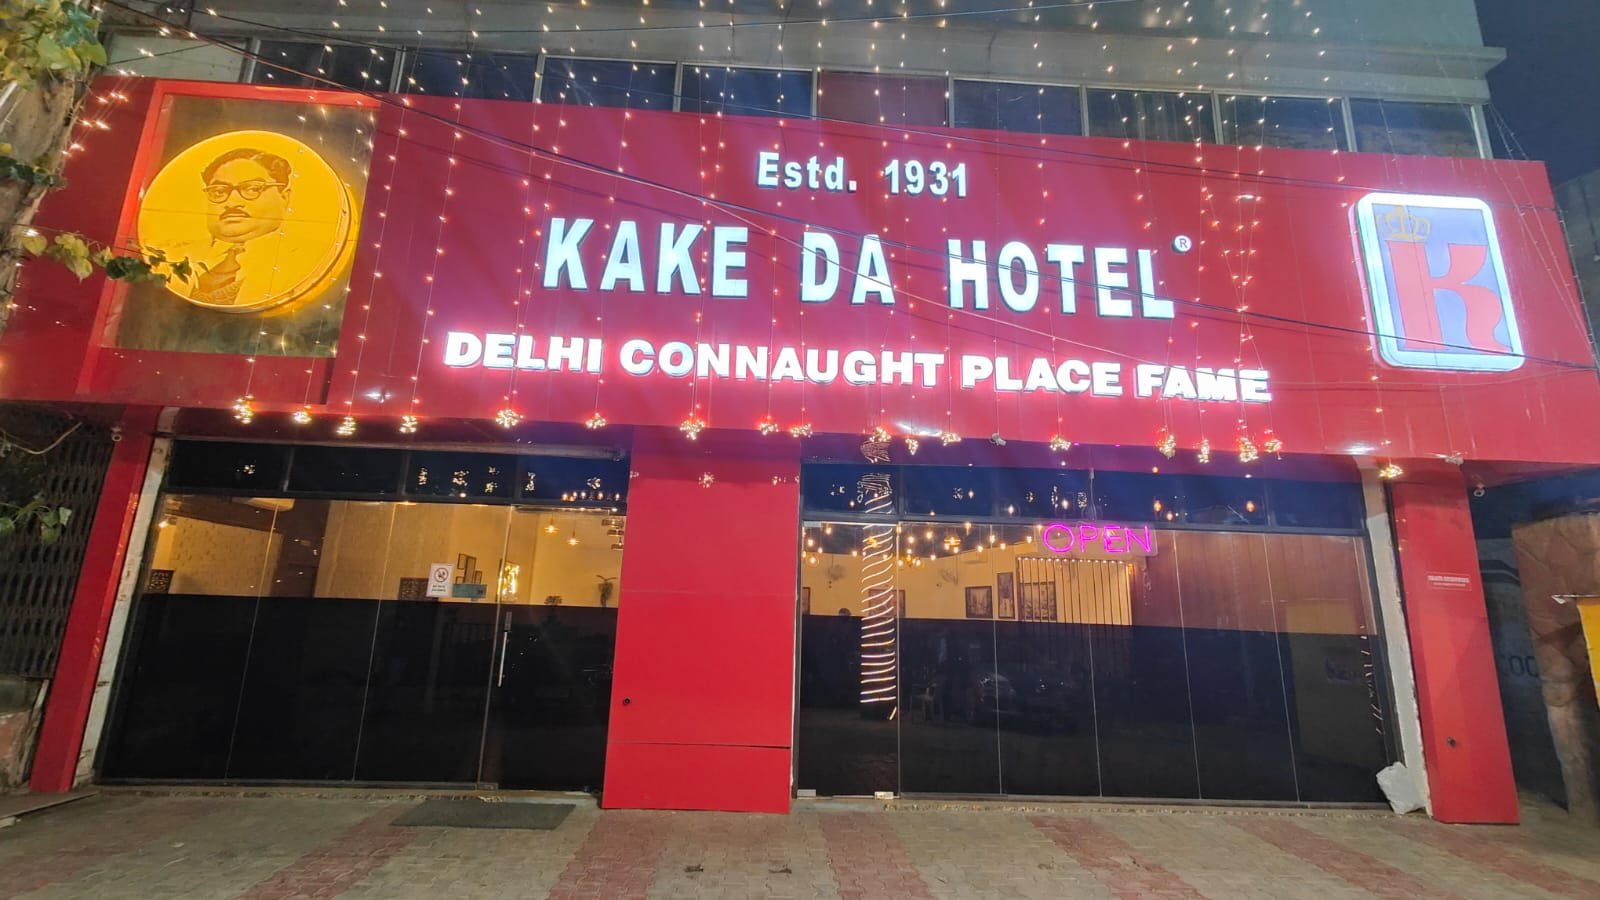 Estd. 1931
KAKE DA HOTEL®
DELHI CONNAUGHT PLACE FAME
K
OPEN